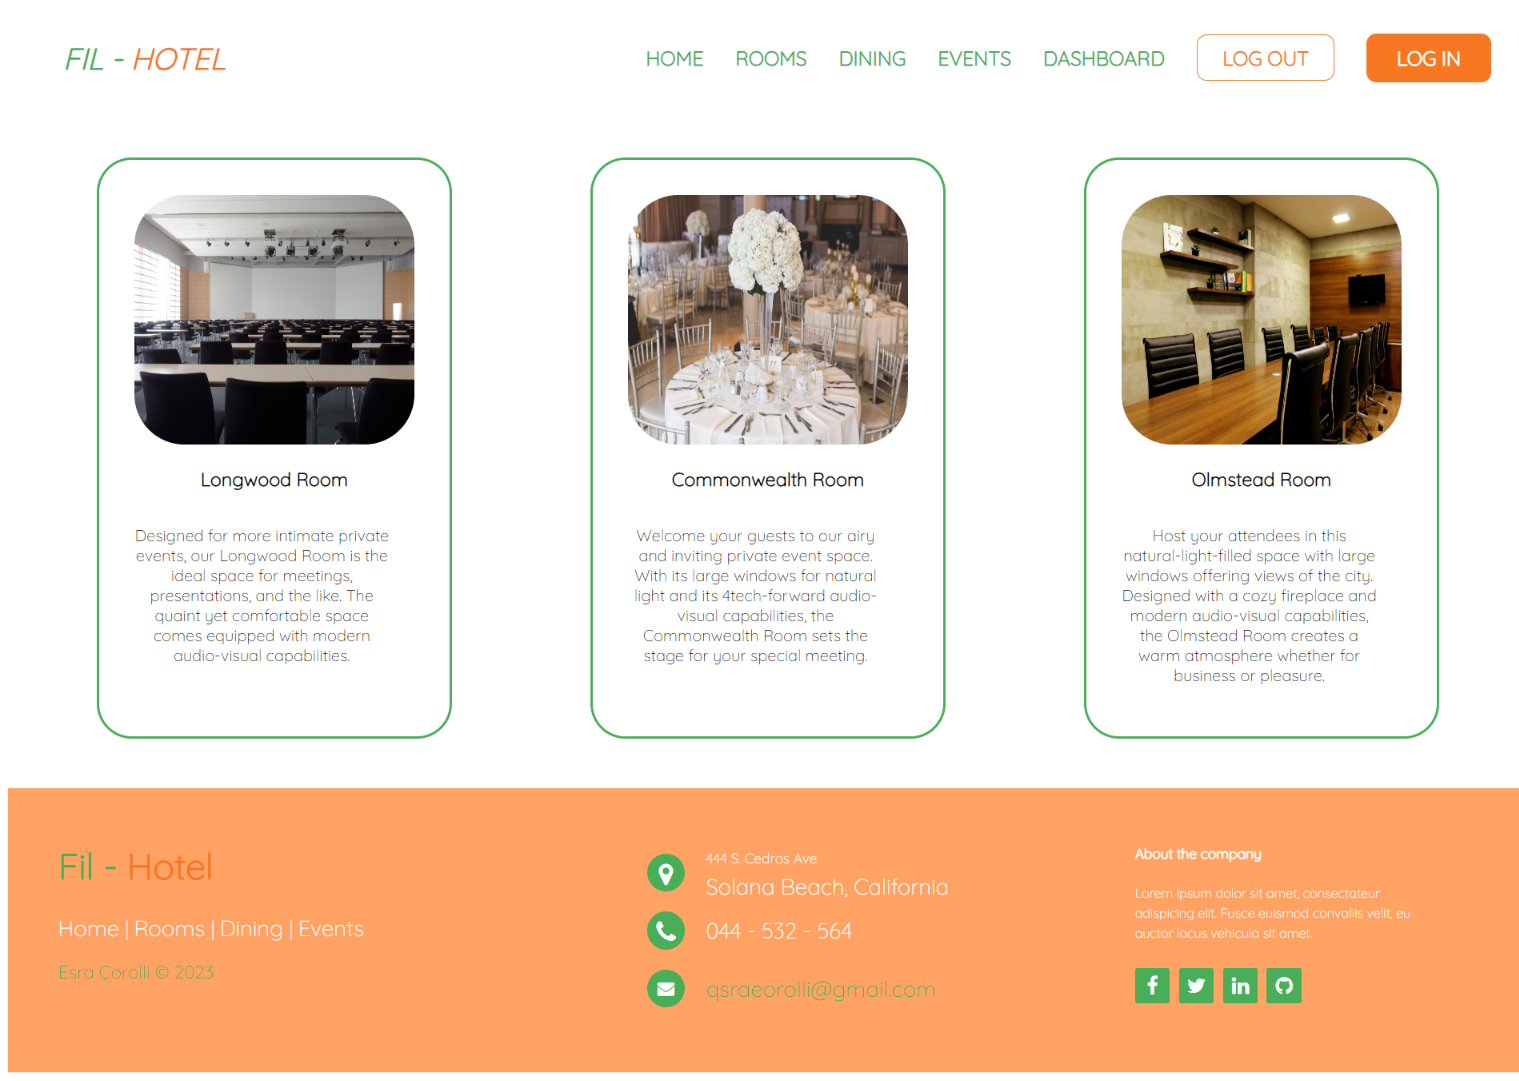 FIL - HOTEL
HOME ROOMS DINING EVENTS DASHBOARD LOG OUT LOG IN
Longwood Room
Designed for more intimate private
events, our Longwood Room is the
ideal space for meetings,
presentations, and the like. The
quaint yet comfortable space
comes equipped with modern
audio-visual capabilities.
Commonwealth Room
Welcome your guests to our airy
and inviting private event space.
With its large windows for natural
light and its 4tech-forward audio-
visual capabilities, the
Commonwealth Room sets the
stage for your special meeting.
Olmstead Room
Host your attendees in this
natural-light-filled space with large
windows offering views of the city.
Designed with a cozy fireplace and
modern audio-visual capabilities,
the Olmstead Room creates a
warm atmosphere whether for
business or pleasure.
Fil - Hotel
Home | Rooms | Dining | Events
Esra Çorolli © 2023
444 S. Cedros Ave
Solana Beach, California
044 - 532 - 564
qsraeorolli@gmail.com
About the company
Lorem ipsum dolor sit amet, consectateur
adispicing elit. Fusce euismod convallis velit, eu
auctor lacus vehicula sit amet.